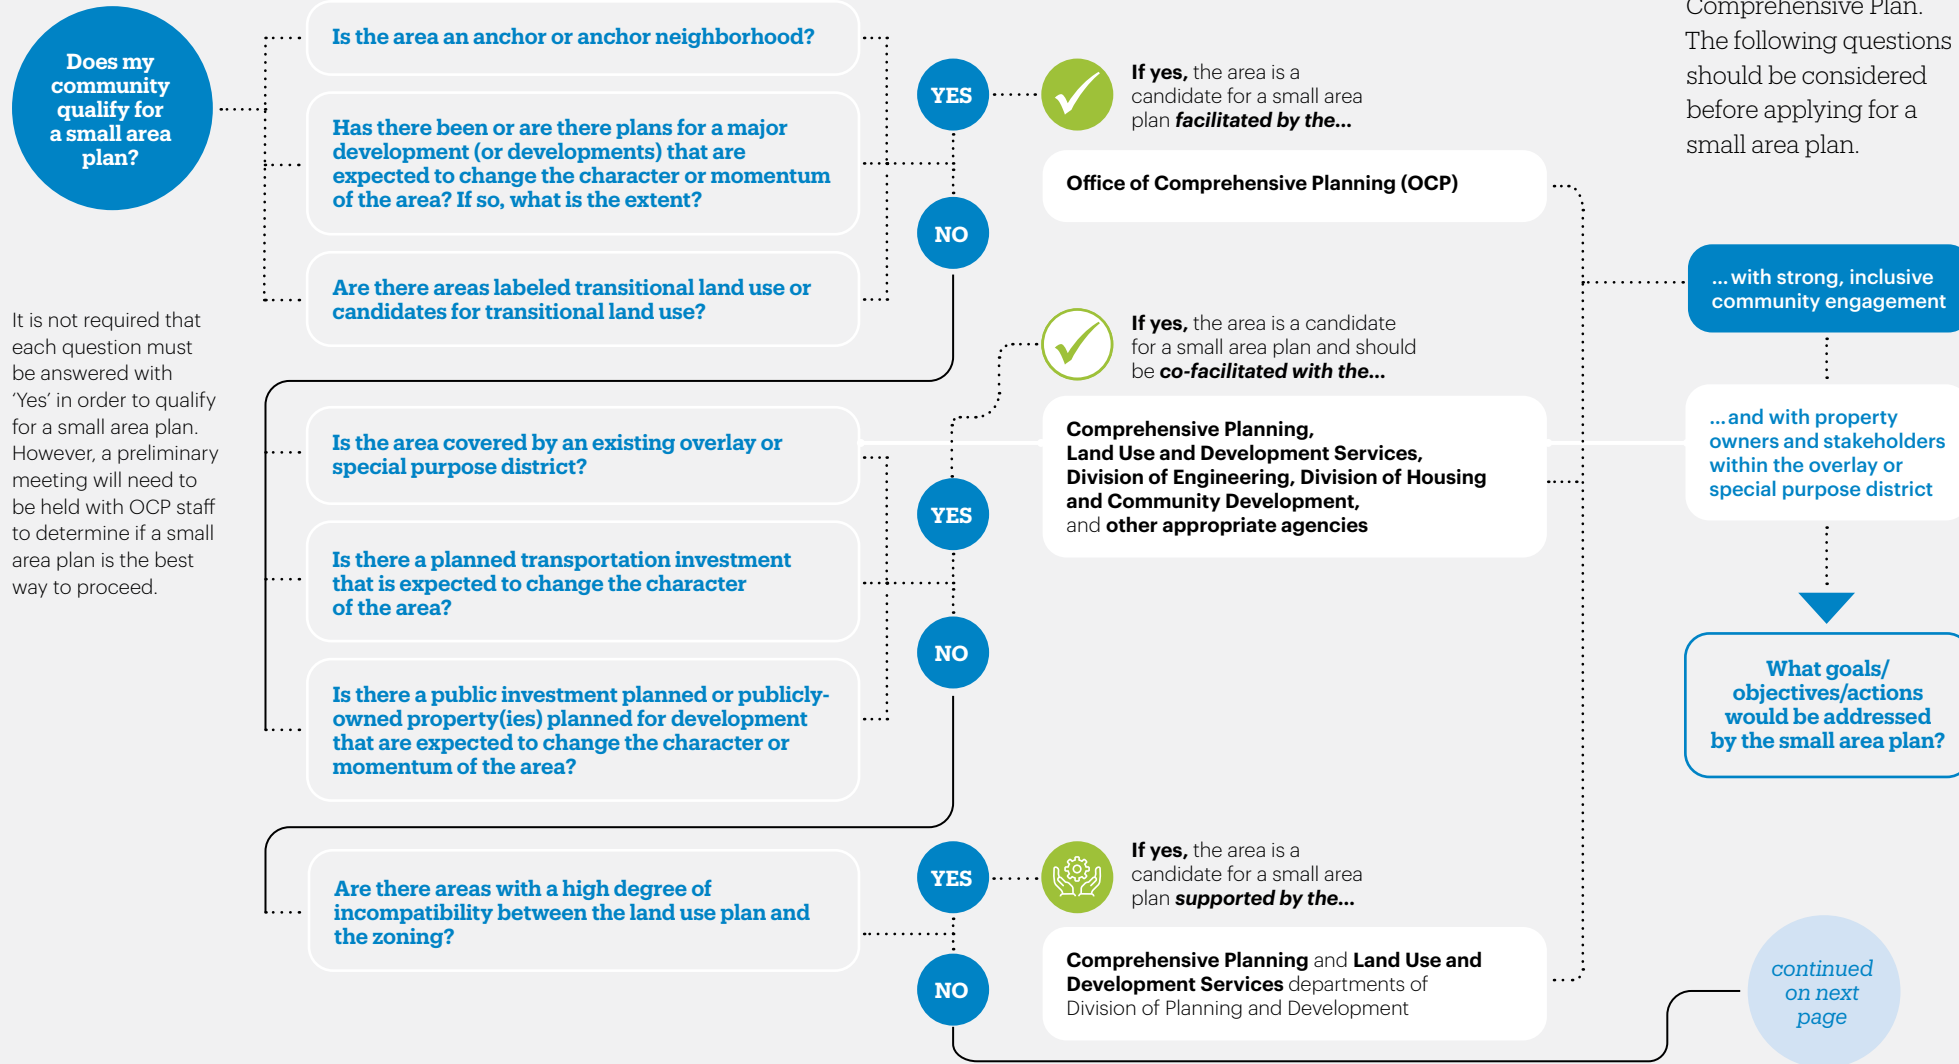 Does my
community
qualify for
a small area
plan?
It is not required that
each question must
be answered with
‘Yes’ in order to qualify
for a small area plan.
However, a preliminary
meeting will need to
be held with OCP staff
to determine if a small
area plan is the best
way to proceed.
Is the area an anchor or anchor neighborhood?
Has there been or are there plans for a major
development (or developments) that are
expected to change the character or momentum
of the area? If so, what is the extent?
Are there areas labeled transitional land use or
candidates for transitional land use?
YES
NO
If yes, the area is a
candidate for a small area
plan facilitated by the...
Office of Comprehensive Planning (OCP)
Is the area covered by an existing overlay or
special purpose district?
Is there a planned transportation investment
that is expected to change the character
of the area?
Is there a public investment planned or publicly-
owned property(ies) planned for development
that are expected to change the character or
momentum of the area?
YES
NO
If yes, the area is a candidate
for a small area plan and should
be co-facilitated with the...
Comprehensive Planning,
Land Use and Development Services,
Division of Engineering, Division of Housing
and Community Development,
and other appropriate agencies
Are there areas with a high degree of
incompatibility between the land use plan and
the zoning?
YES
NO
If yes, the area is a
candidate for a small area
plan supported by the...
Comprehensive Planning and Land Use and
Development Services departments of
Division of Planning and Development
Comprehensive Plan.
The following questions
should be considered
before applying for a
small area plan.
...with strong, inclusive
community engagement
...and with property
owners and stakeholders
within the overlay or
special purpose district
What goals/
objectives/actions
would be addressed
by the small area plan?
continued
on next
page